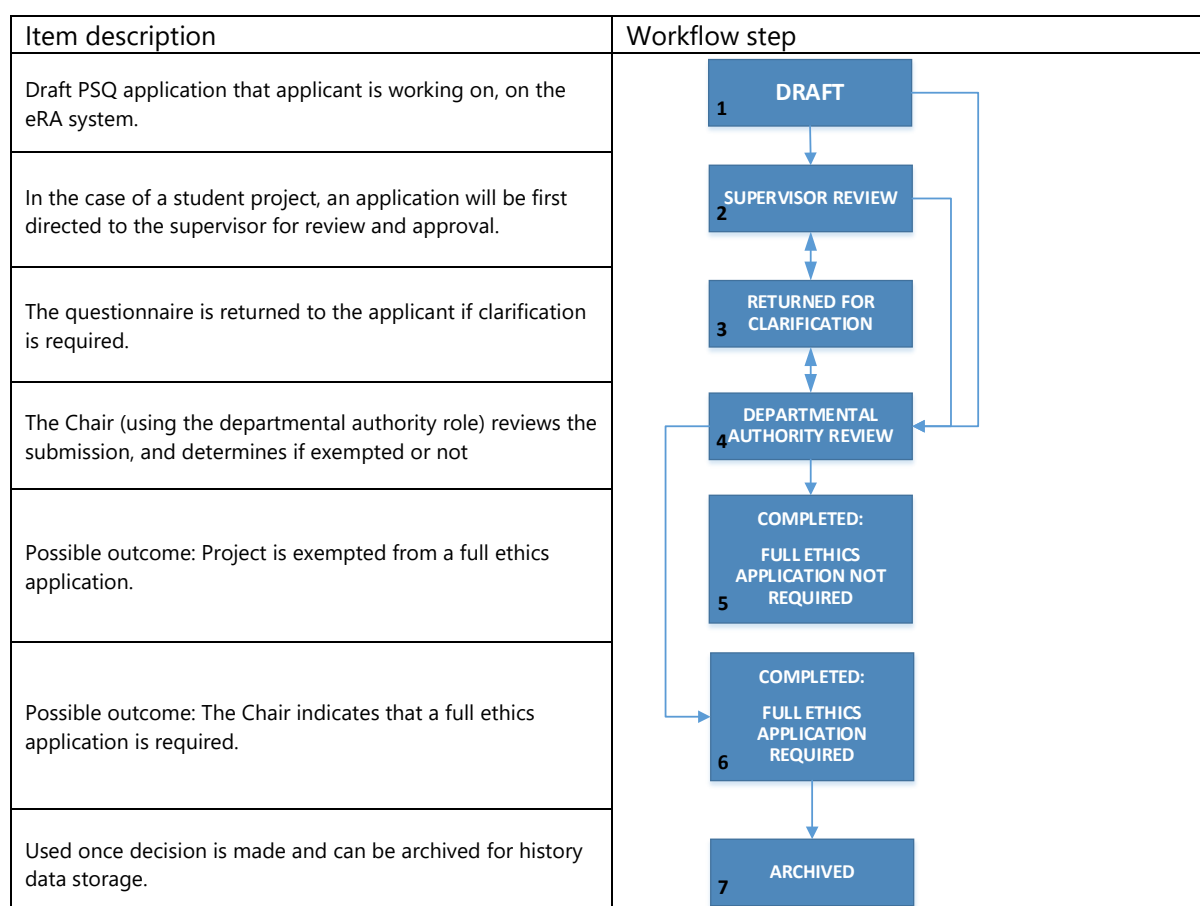 Item description
Workflow step
Draft PSQ application that applicant is working on, on the
eRA system.
1
DRAFT
In the case of a student project, an application will be first
directed to the supervisor for review and approval.
SUPERVISOR REVIEW
2
The questionnaire is returned to the applicant if clarification
is required.
RETURNED FOR
CLARIFICATION
3
The Chair (using the departmental authority role) reviews the
submission, and determines if exempted or not
DEPARTMENTAL
AUTHORITY REVIEW
4
Possible outcome: Project is exempted from a full ethics
application.
COMPLETED:
FULL ETHICS
APPLICATION NOT
REQUIRED
5
Possible outcome: The Chair indicates that a full ethics
application is required.
COMPLETED:
FULL ETHICS
APPLICATION
REQUIRED
6
Used once decision is made and can be archived for history
data storage.
ARCHIVED
7